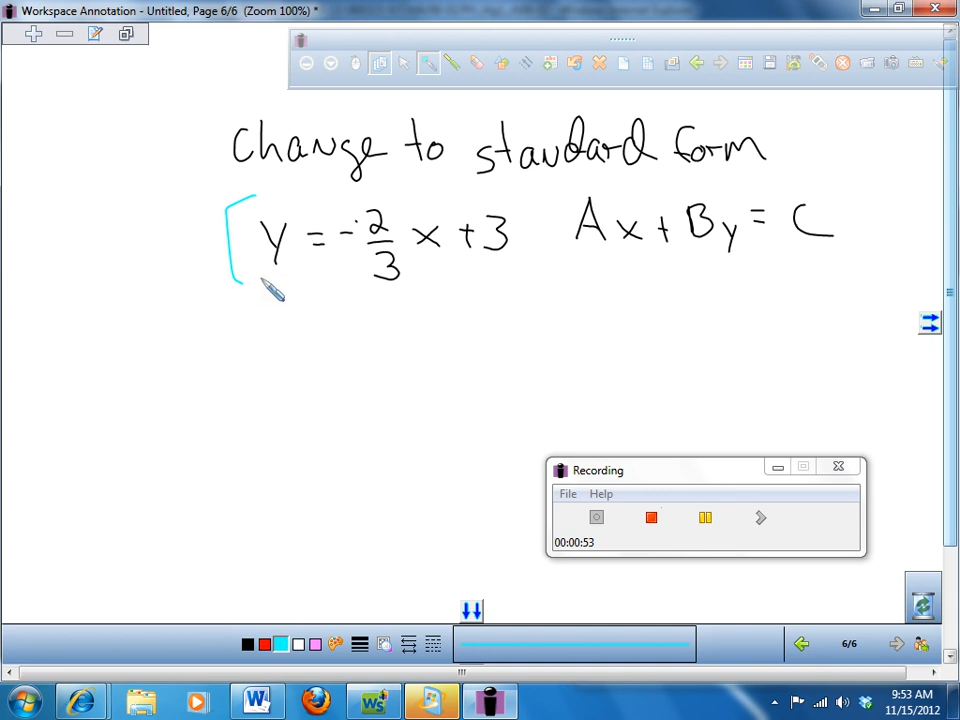 Workspace Annotation - Untitled, Page 6/6 (Zoom 100%) *
change to standard form
y = -2/3 x + 3 Ax + By = C
Recording
File Help
00:00:53
6/6
9:53 AM
11/15/2012